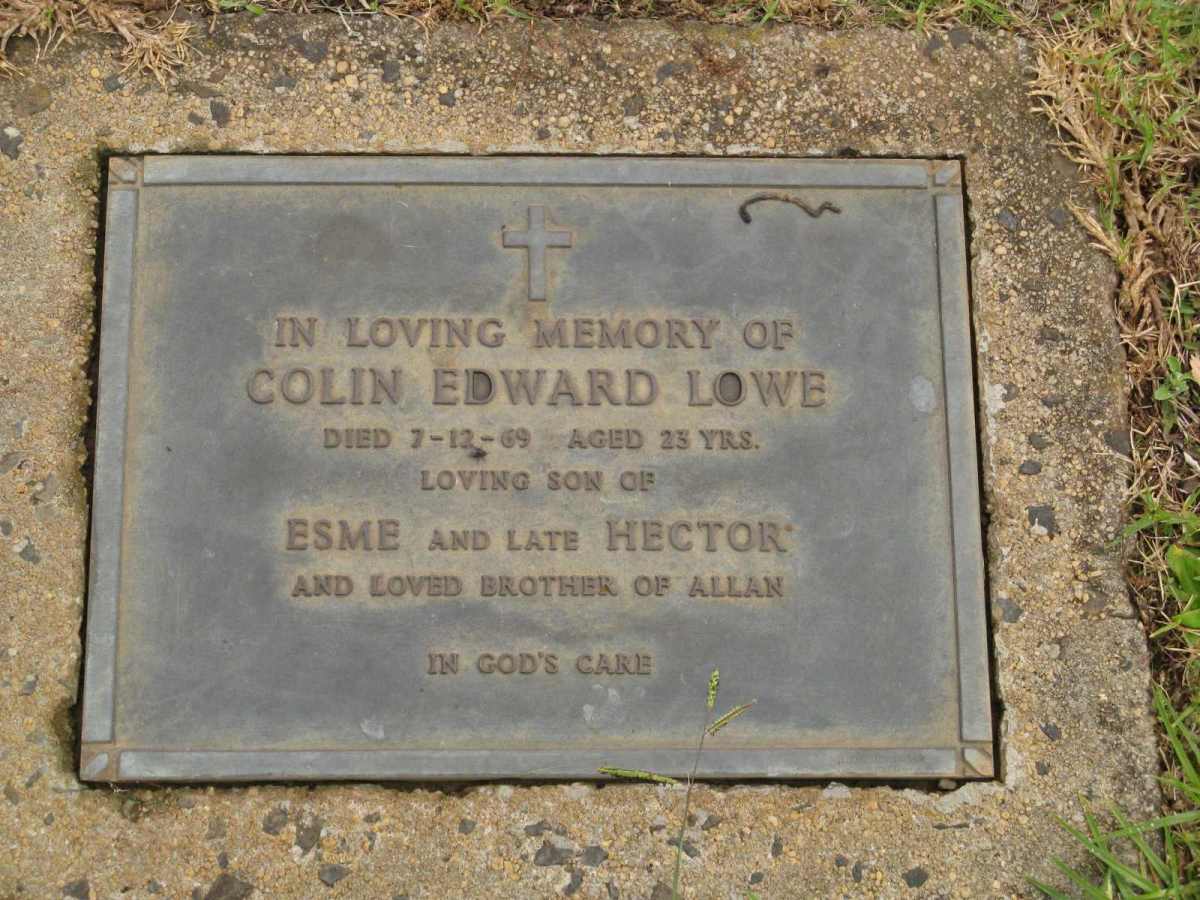 IN LOVING MEMORY OF
COLIN EDWARD LOWE
DIED 7-12-69 AGED 23 YRS.
LOVING SON OF
ESME AND LATE HECTOR
AND LOVED BROTHER OF ALLAN
IN GOD'S CARE